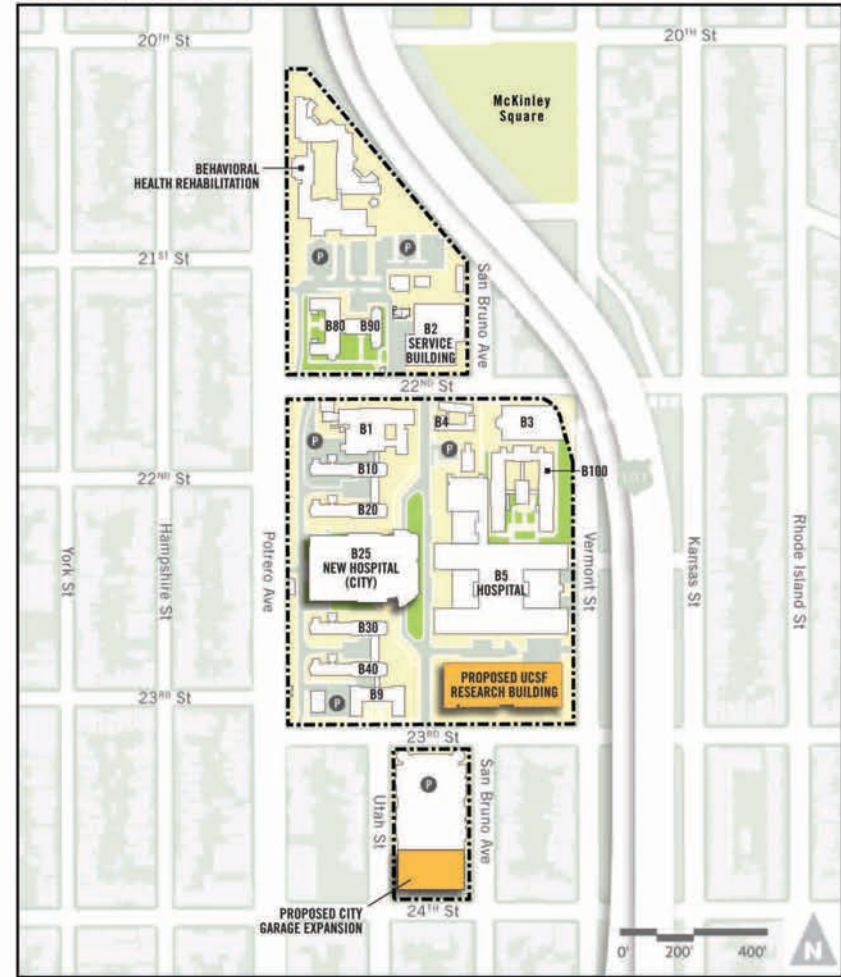 20TH St
20TH St
McKinley
Square
BEHAVIORAL
HEALTH REHABILITATION
P
P
21ST St
San Bruno Ave
B80
B90
B2
SERVICE
BUILDING
22ND St
B1
B4
B3
P
P
B10
B100
101
22ND St
B20
York St
Hampshire St
Potrero Ave
B25
NEW HOSPITAL
(CITY)
B5
HOSPITAL
Vermont St
Kansas St
Rhode Island St
B30
B40
PROPOSED UCSF
RESEARCH BUILDING
23RD St
P
B9
23RD St
P
Utah St
San Bruno Ave
PROPOSED CITY
GARAGE EXPANSION
24TH St
0'
200'
400'
N